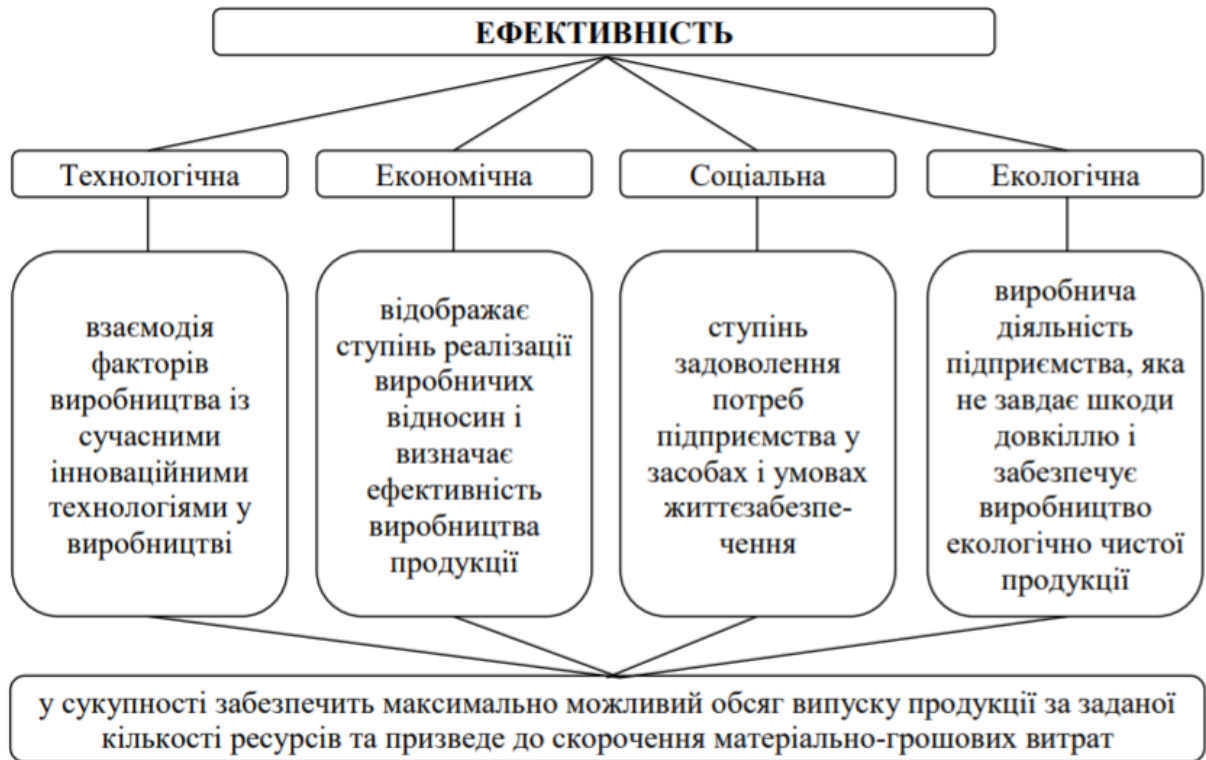 ЕФЕКТИВНІСТЬ
Технологічна
Економічна
Соціальна
Екологічна
взаємодія
факторів
виробництва із
сучасними
інноваційними
технологіями у
виробництві
відображає
ступінь реалізації
виробничих
відносин і
визначає
ефективність
виробництва
продукції
ступінь
задоволення
потреб
підприємства у
засобах і умовах
життєзабезпе-
чення
виробнича
діяльність
підприємства, яка
не завдає шкоди
довкіллю і
забезпечує
виробництво
екологічно чистої
продукції
у сукупності забезпечить максимально можливий обсяг випуску продукції за заданої
кількості ресурсів та призведе до скорочення матеріально-грошових витрат